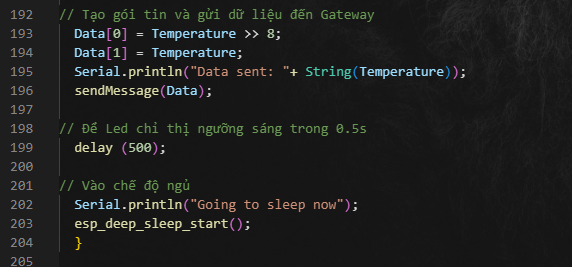 192 // Tạo gói tin và gửi dữ liệu đến Gateway
193 Data[0] = Temperature >> 8;
194 Data[1] = Temperature;
195 Serial.println("Data sent: "+ String(Temperature));
196 sendMessage(Data);
197
198 // Để Led chỉ thị ngưỡng sáng trong 0.5s
199 delay (500);
200
201 // Vào chế độ ngủ
202 Serial.println("Going to sleep now");
203 esp_deep_sleep_start();
204 }
205